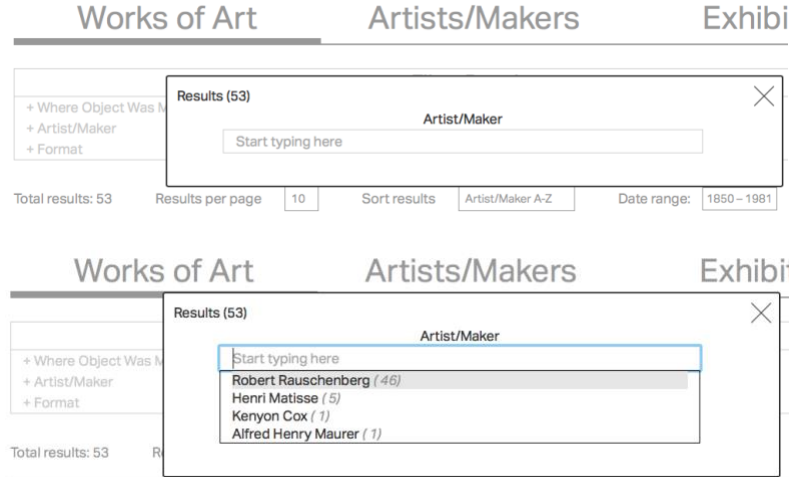 Works of Art Artists/Makers Exhibi
Results (53)
+ Where Object Was M
Artist/Maker
+ Artist/Maker
Start typing here
+ Format
Total results: 53 Results per page 10 Sort results Artist/Maker A-Z Date range: 1850 – 1981
Works of Art Artists/Makers Exhibit
Results (53)
Artist/Maker
+ Where Object Was M
Start typing here
+ Artist/Maker
Robert Rauschenberg (46)
Henri Matisse (5)
+ Format
Kenyon Cox (1)
Alfred Henry Maurer (1)
Total results: 53 R